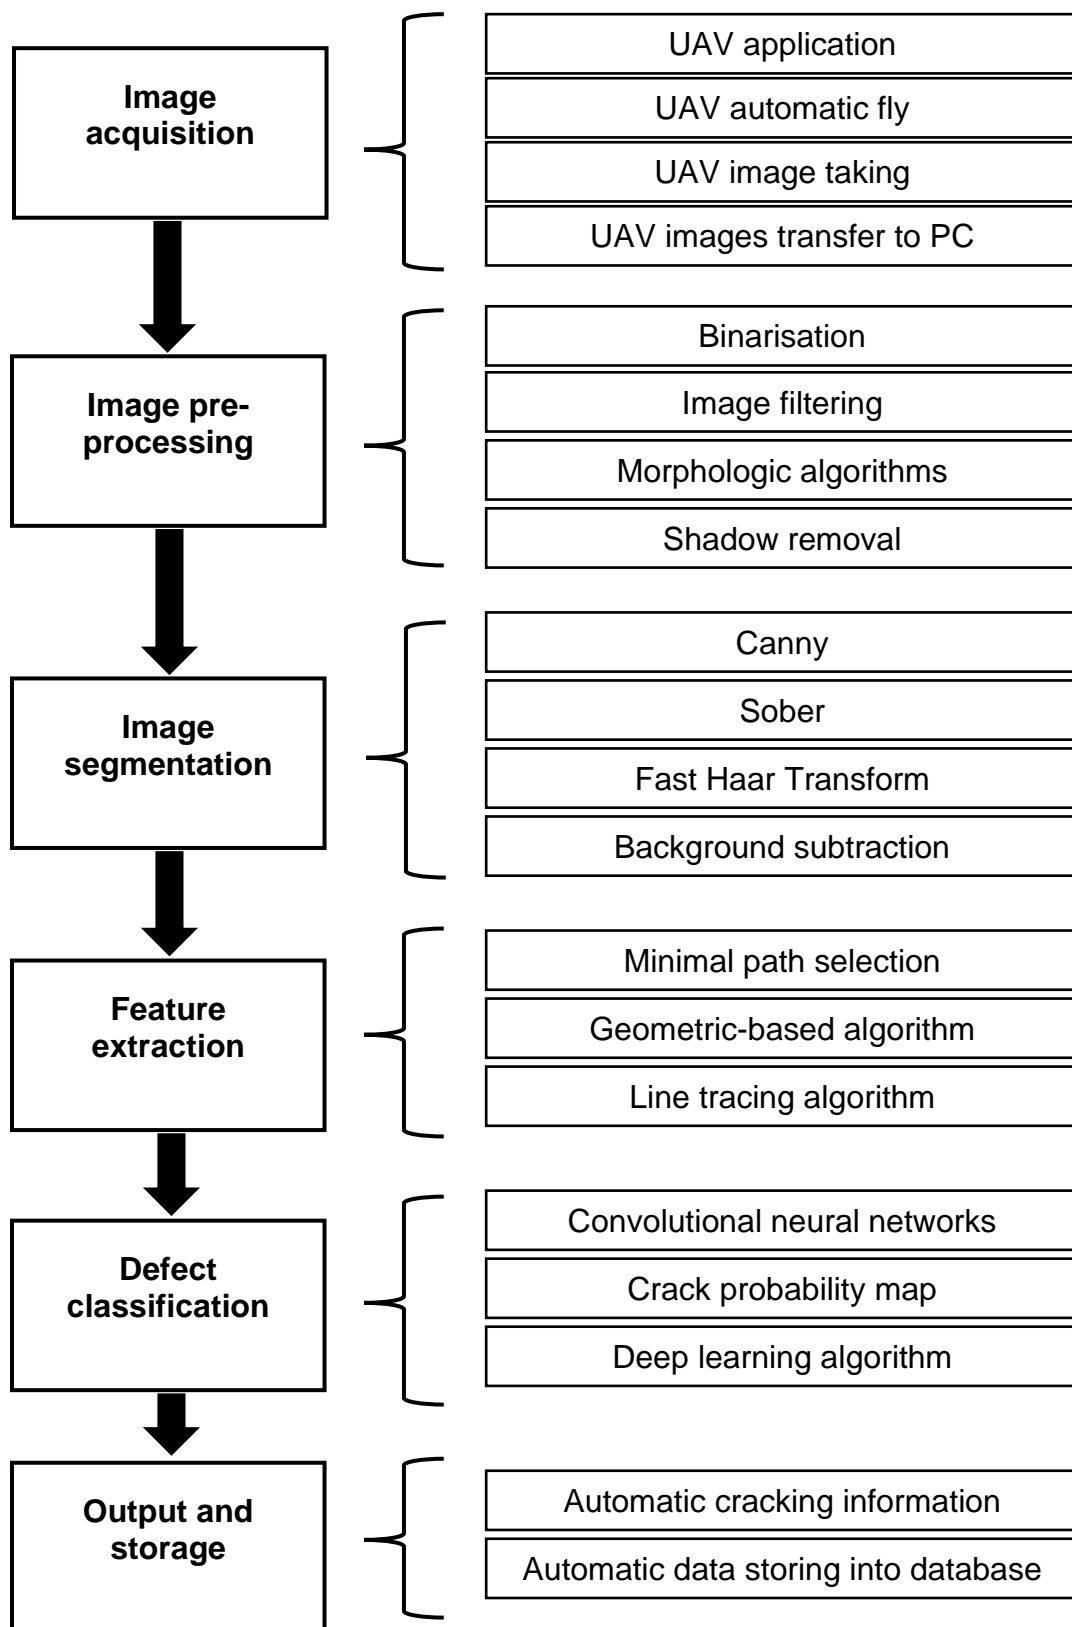 Image
acquisition
UAV application
UAV automatic fly
UAV image taking
UAV images transfer to PC
Image pre-
processing
Binarisation
Image filtering
Morphologic algorithms
Shadow removal
Image
segmentation
Canny
Sober
Fast Haar Transform
Background subtraction
Feature
extraction
Minimal path selection
Geometric-based algorithm
Line tracing algorithm
Defect
classification
Convolutional neural networks
Crack probability map
Deep learning algorithm
Output and
storage
Automatic cracking information
Automatic data storing into database